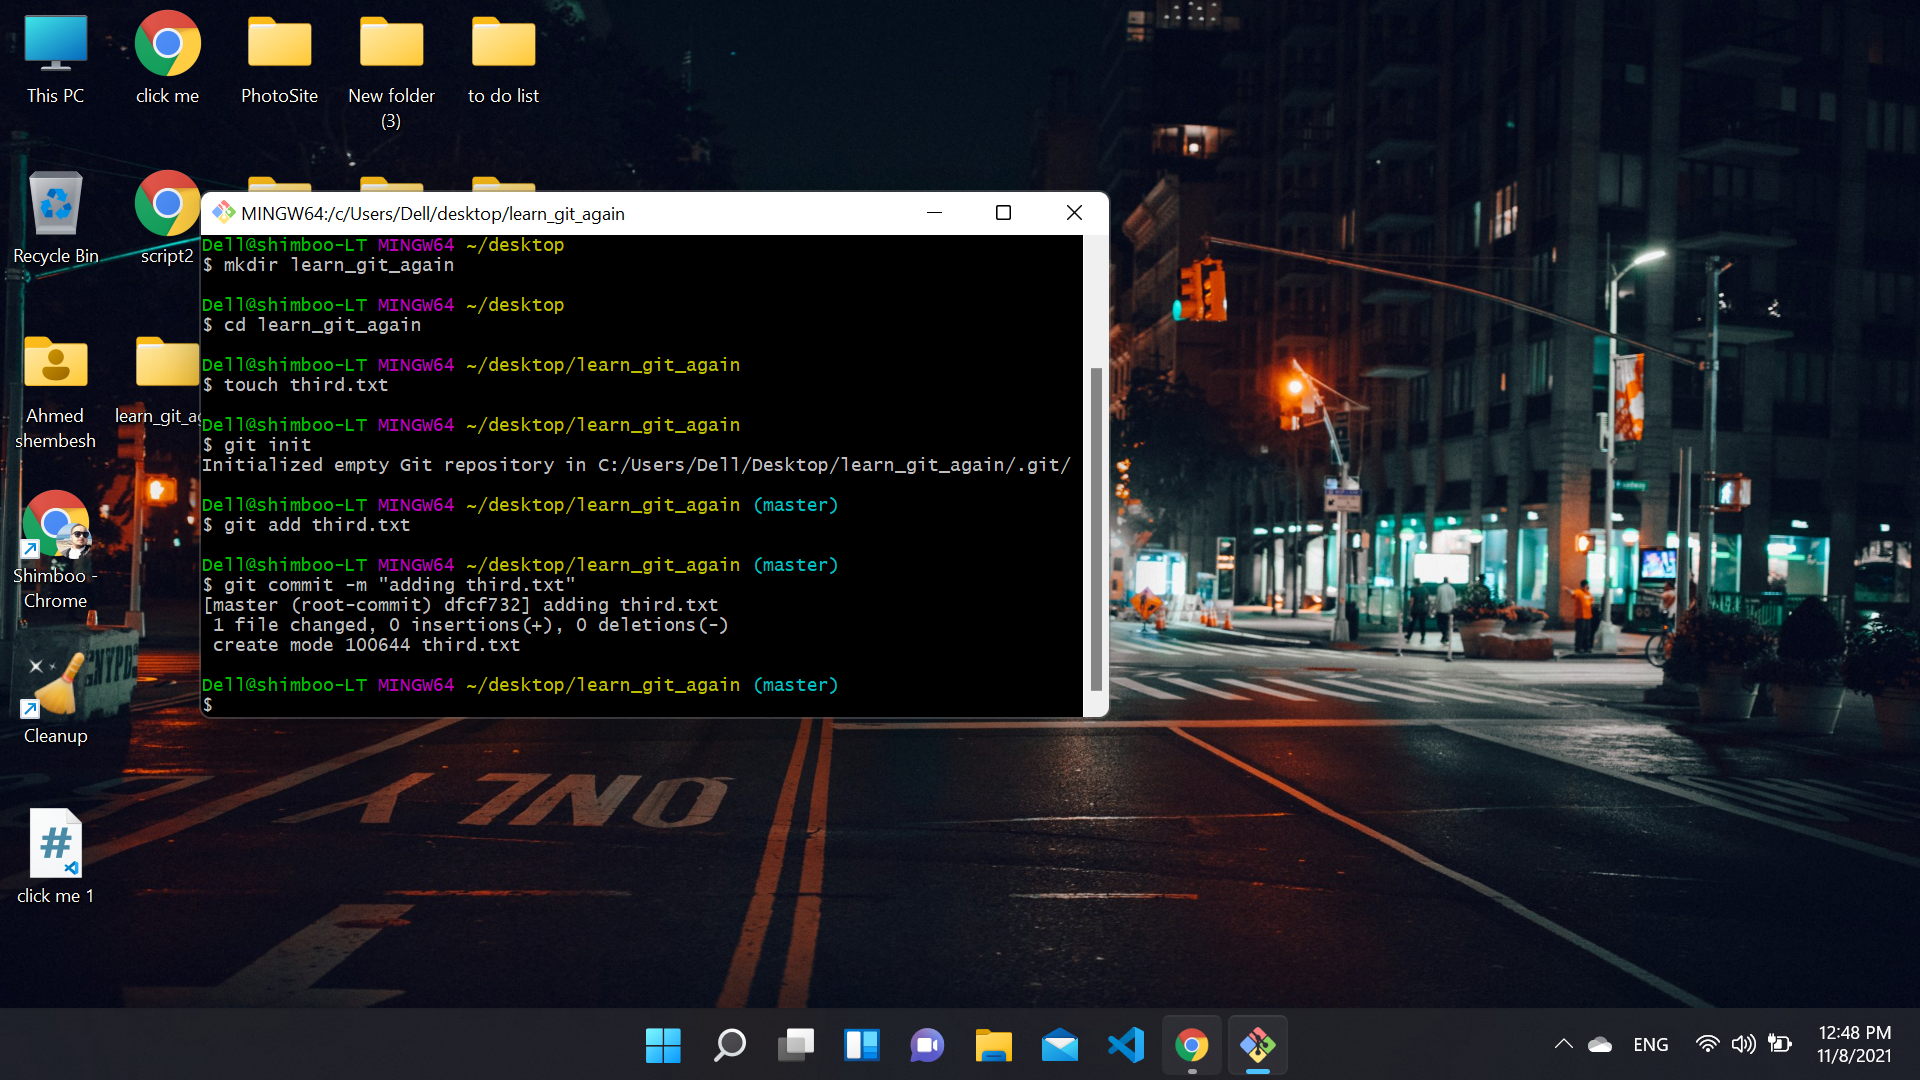 This PC
click me
PhotoSite
New folder
(3)
to do list
Recycle Bin
script2
Ahmed
shembesh
learn_git_ag
Shimboo -
Chrome
Cleanup
click me 1
MINGW64:/c/Users/Dell/desktop/learn_git_again
Dell@shimboo-LT MINGW64 ~/desktop
$ mkdir learn_git_again
Dell@shimboo-LT MINGW64 ~/desktop
$ cd learn_git_again
Dell@shimboo-LT MINGW64 ~/desktop/learn_git_again
$ touch third.txt
Dell@shimboo-LT MINGW64 ~/desktop/learn_git_again
$ git init
Initialized empty Git repository in C:/Users/Dell/Desktop/learn_git_again/.git/
Dell@shimboo-LT MINGW64 ~/desktop/learn_git_again (master)
$ git add third.txt
Dell@shimboo-LT MINGW64 ~/desktop/learn_git_again (master)
$ git commit -m "adding third.txt"
[master (root-commit) dfcf732] adding third.txt
1 file changed, 0 insertions(+), 0 deletions(-)
create mode 100644 third.txt
Dell@shimboo-LT MINGW64 ~/desktop/learn_git_again (master)
$
NYPD
ONLY
ENG
12:48 PM
11/8/2021